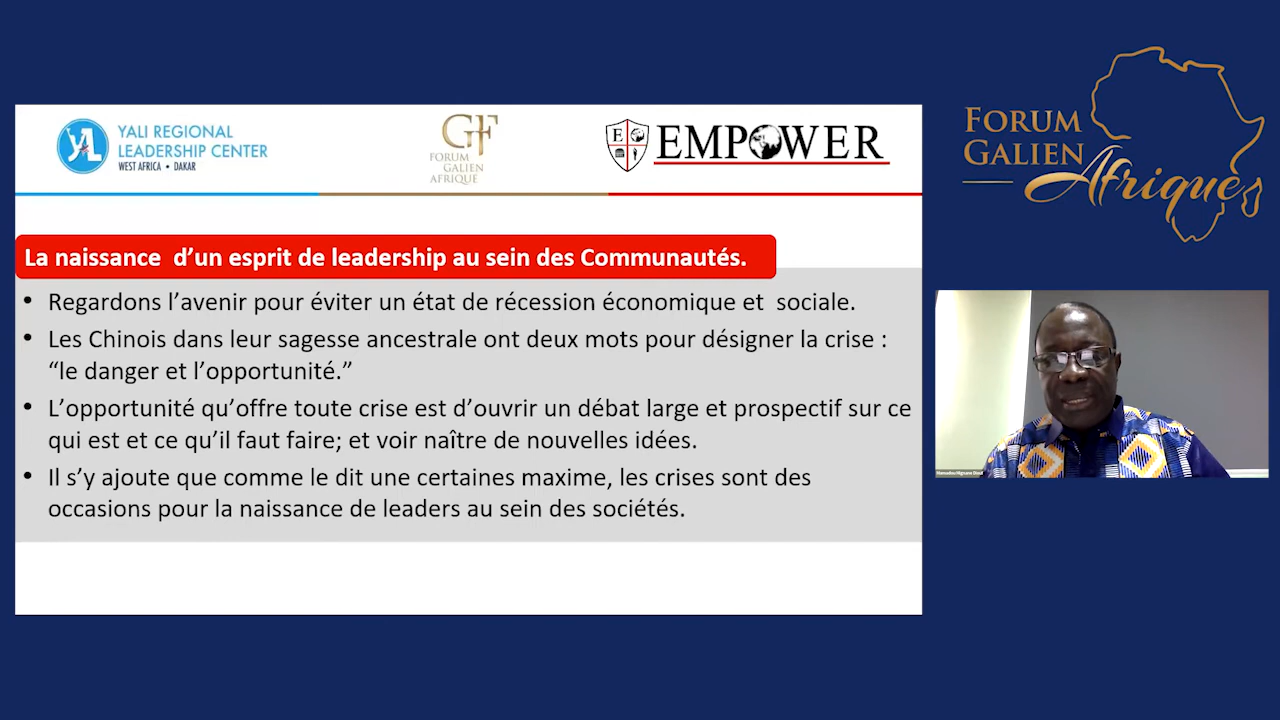 YALI REGIONAL
LEADERSHIP CENTER
WEST AFRICA • DAKAR
GF
FORUM
GALIEN
AFRIQUE
E
EMPOWER
FORUM
GALIEN
Afrique
La naissance  d’un esprit de leadership au sein des Communautés.
• Regardons l’avenir pour éviter un état de récession économique et  sociale.
• Les Chinois dans leur sagesse ancestrale ont deux mots pour désigner la crise :
“le danger et l’opportunité.”
• L’opportunité qu’offre toute crise est d’ouvrir un débat large et prospectif sur ce
qui est et ce qu’il faut faire; et voir naître de nouvelles idées.
• Il s’y ajoute que comme le dit une certaines maxime, les crises sont des
occasions pour la naissance de leaders au sein des sociétés.